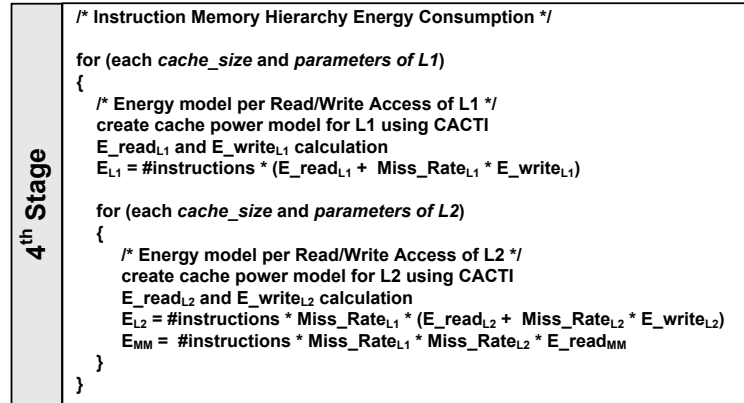 4th Stage
/* Instruction Memory Hierarchy Energy Consumption */
for (each cache_size and parameters of L1)
{
/* Energy model per Read/Write Access of L1 */
create cache power model for L1 using CACTI
E_readL1 and E_writeL1 calculation
EL1 = #instructions * (E_readL1 + Miss_RateL1 * E_writeL1)
for (each cache_size and parameters of L2)
{
/* Energy model per Read/Write Access of L2 */
create cache power model for L2 using CACTI
E_readL2 and E_writeL2 calculation
EL2 = #instructions * Miss_RateL1 * (E_readL2 + Miss_RateL2 * E_writeL2)
EMM = #instructions * Miss_RateL1 * Miss_RateL2 * E_readMM
}
}